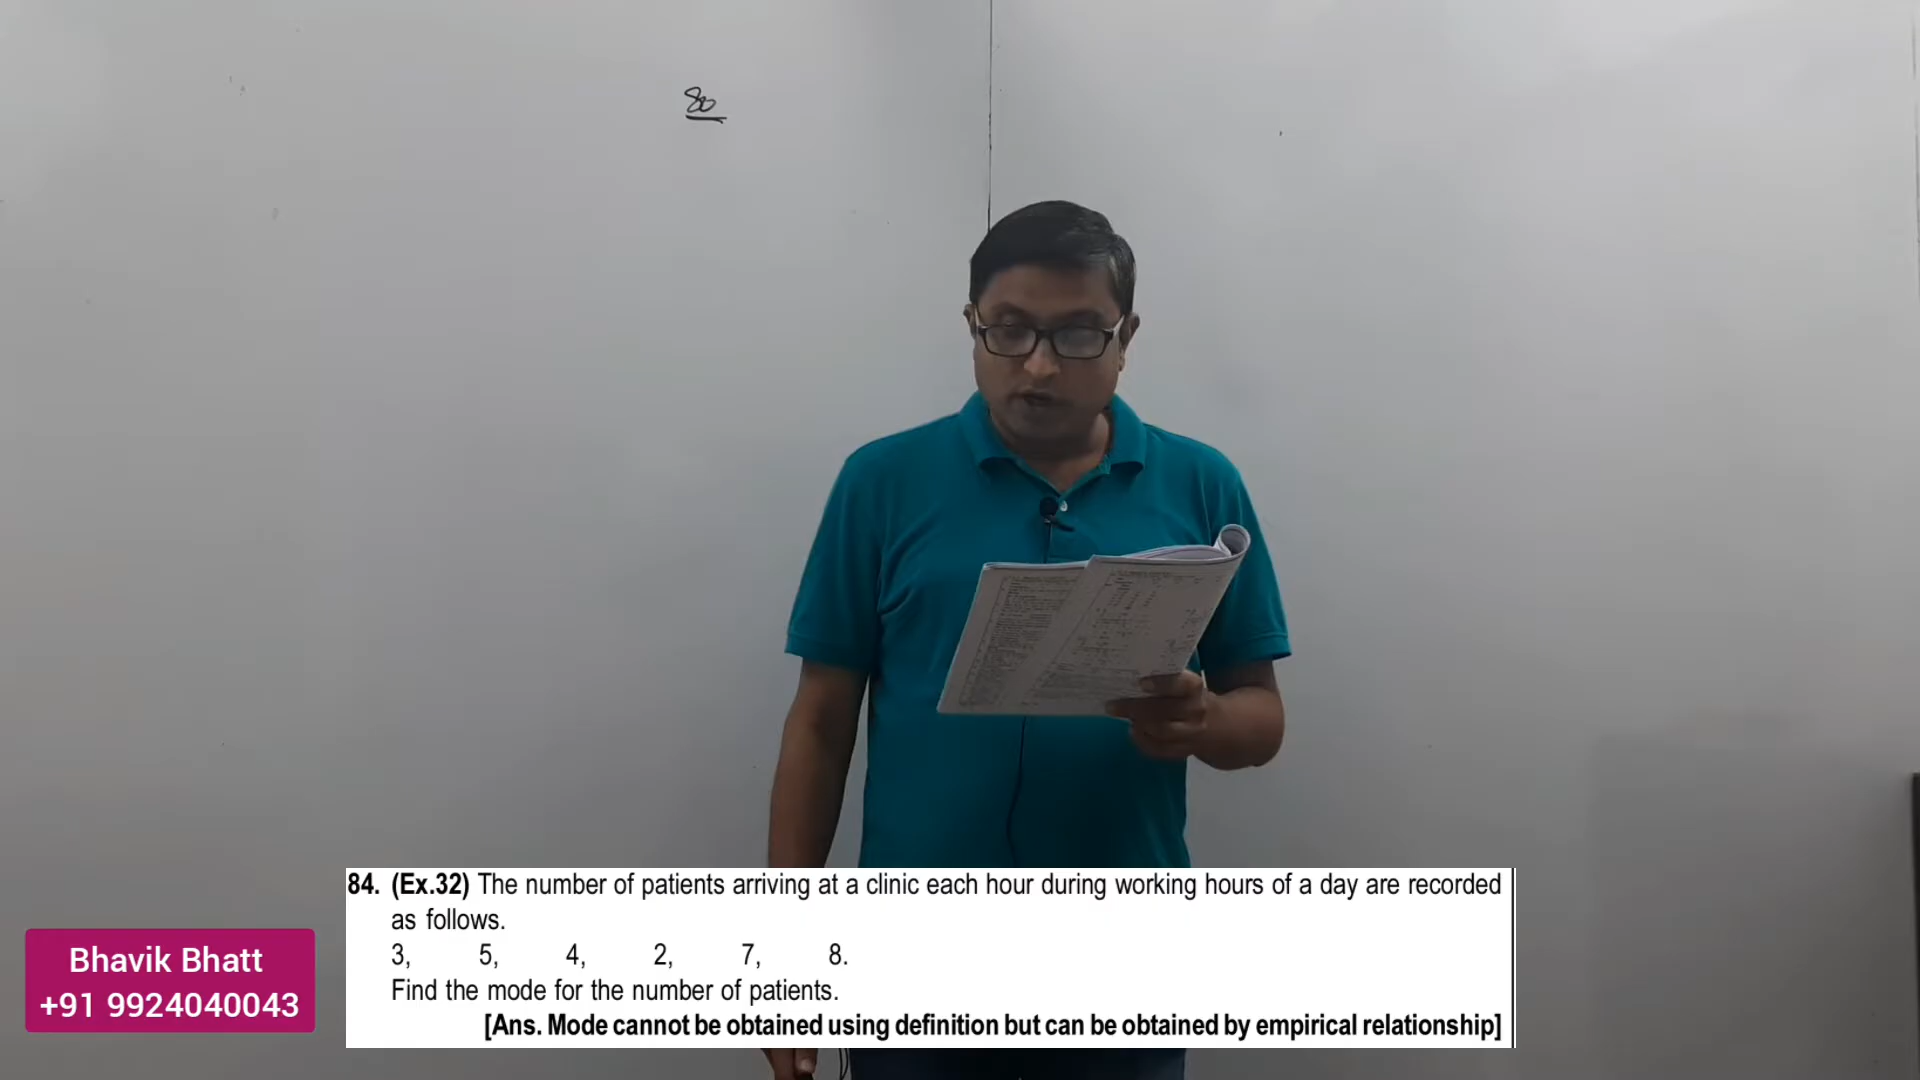 80
84. (Ex.32) The number of patients arriving at a clinic each hour during working hours of a day are recorded
as follows.
3, 5, 4, 2, 7, 8.
Find the mode for the number of patients.
[Ans. Mode cannot be obtained using definition but can be obtained by empirical relationship]
Bhavik Bhatt
+91 9924040043